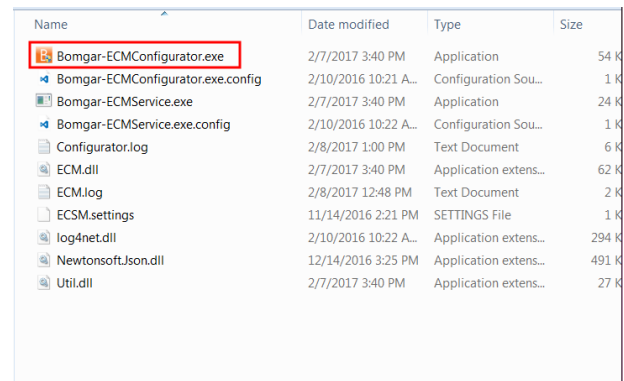 Name Date modified Type Size
Bomgar-ECMConfigurator.exe 2/7/2017 3:40 PM Application 54 K
Bomgar-ECMConfigurator.exe.config 2/10/2016 10:21 A... Configuration Sou... 1 K
Bomgar-ECMService.exe 2/7/2017 3:40 PM Application 24 K
Bomgar-ECMService.exe.config 2/10/2016 10:22 A... Configuration Sou... 1 K
Configurator.log 2/8/2017 1:00 PM Text Document 6 K
ECM.dll 2/7/2017 3:40 PM Application extens... 62 K
ECM.log 2/8/2017 12:48 PM Text Document 2 K
ECSM.settings 11/14/2016 2:21 PM SETTINGS File 1 K
log4net.dll 2/10/2016 10:22 A... Application extens... 294 K
Newtonsoft.Json.dll 12/14/2016 3:25 PM Application extens... 491 K
Util.dll 2/7/2017 3:40 PM Application extens... 27 K